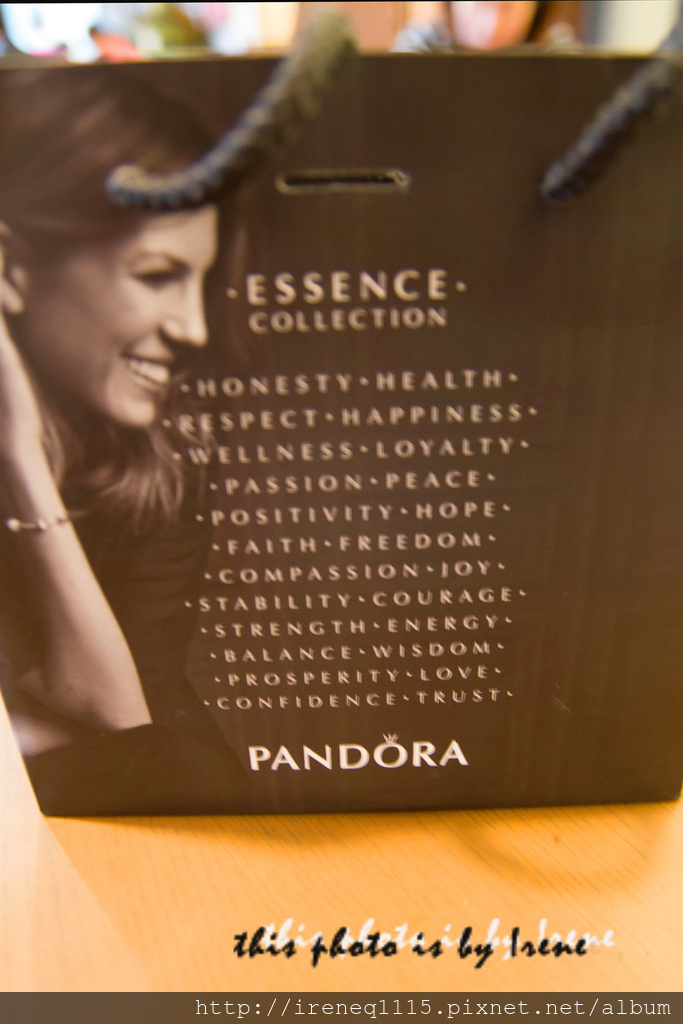 ·ESSENCE·
COLLECTION
·HONESTY·HEALTH·
·RESPECT·HAPPINESS·
·WELLNESS·LOYALTY·
·PASSION·PEACE·
·POSITIVITY·HOPE·
·FAITH·FREEDOM·
·COMPASSION·JOY·
·STABILITY·COURAGE·
·STRENGTH·ENERGY·
·BALANCE·WISDOM·
·PROSPERITY·LOVE·
·CONFIDENCE·TRUST·
PANDORA
this photo is by Irene
http://ireneq1115.pixnet.net/album